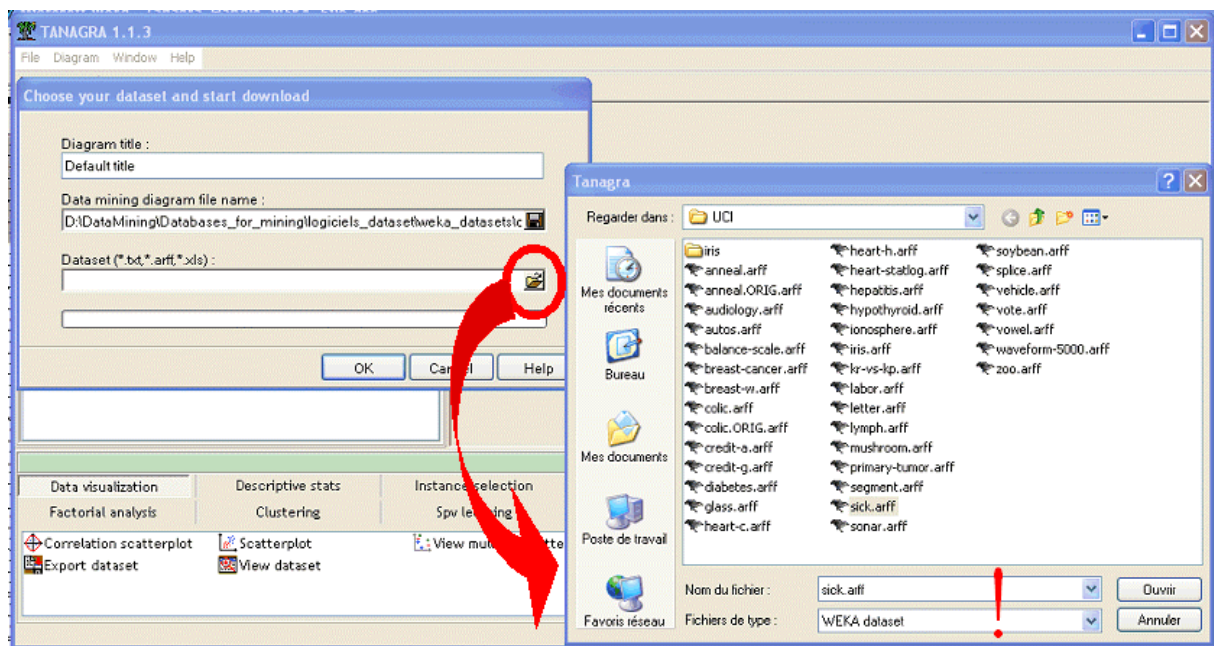 TANAGRA 1.1.3
File Diagram Window Help
Choose your dataset and start download
Diagram title :
Default title
Data mining diagram file name :
D:\DataMining\Databases_for_mining\logiciels_dataset\weka_datasets\c
Dataset (*.txt,*.arff,*.xls) :
OK Cancel Help
Data visualization Descriptive stats Instance selection
Factorial analysis Clustering Spv learning
Correlation scatterplot Scatterplot View mul
Export dataset View dataset
Tanagra
Regarder dans : UCI
Mes documents
récents
Bureau
Mes documents
Poste de travail
Favoris réseau
iris
anneal.arff
anneal.ORIG.arff
audiology.arff
autos.arff
balance-scale.arff
breast-cancer.arff
breast-w.arff
colic.arff
colic.ORIG.arff
credit-a.arff
credit-g.arff
diabetes.arff
glass.arff
heart-c.arff
heart-h.arff
heart-statlog.arff
hepatitis.arff
hypothyroid.arff
ionosphere.arff
iris.arff
kr-vs-kp.arff
labor.arff
letter.arff
lymph.arff
mushroom.arff
primary-tumor.arff
segment.arff
sick.arff
sonar.arff
soybean.arff
splice.arff
vehicle.arff
vote.arff
vowel.arff
waveform-5000.arff
zoo.arff
Nom du fichier : sick.arff Ouvrir
Fichiers de type : WEKA dataset ! Annuler